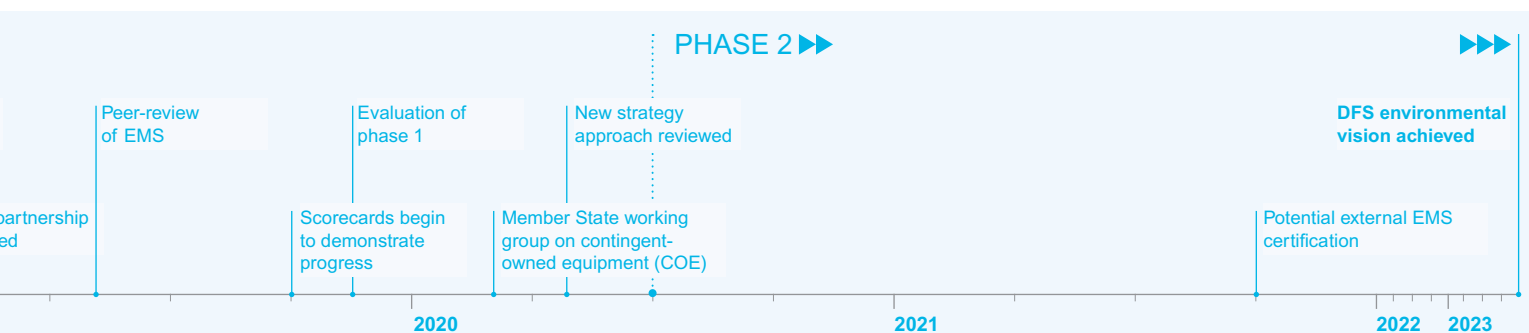 PHASE 2
Peer-review
of EMS
Evaluation of
phase 1
New strategy
approach reviewed
DFS environmental
vision achieved
partnership
ed
Scorecards begin
to demonstrate
progress
Member State working
group on contingent-
owned equipment (COE)
Potential external EMS
certification
2020
2021
2022
2023